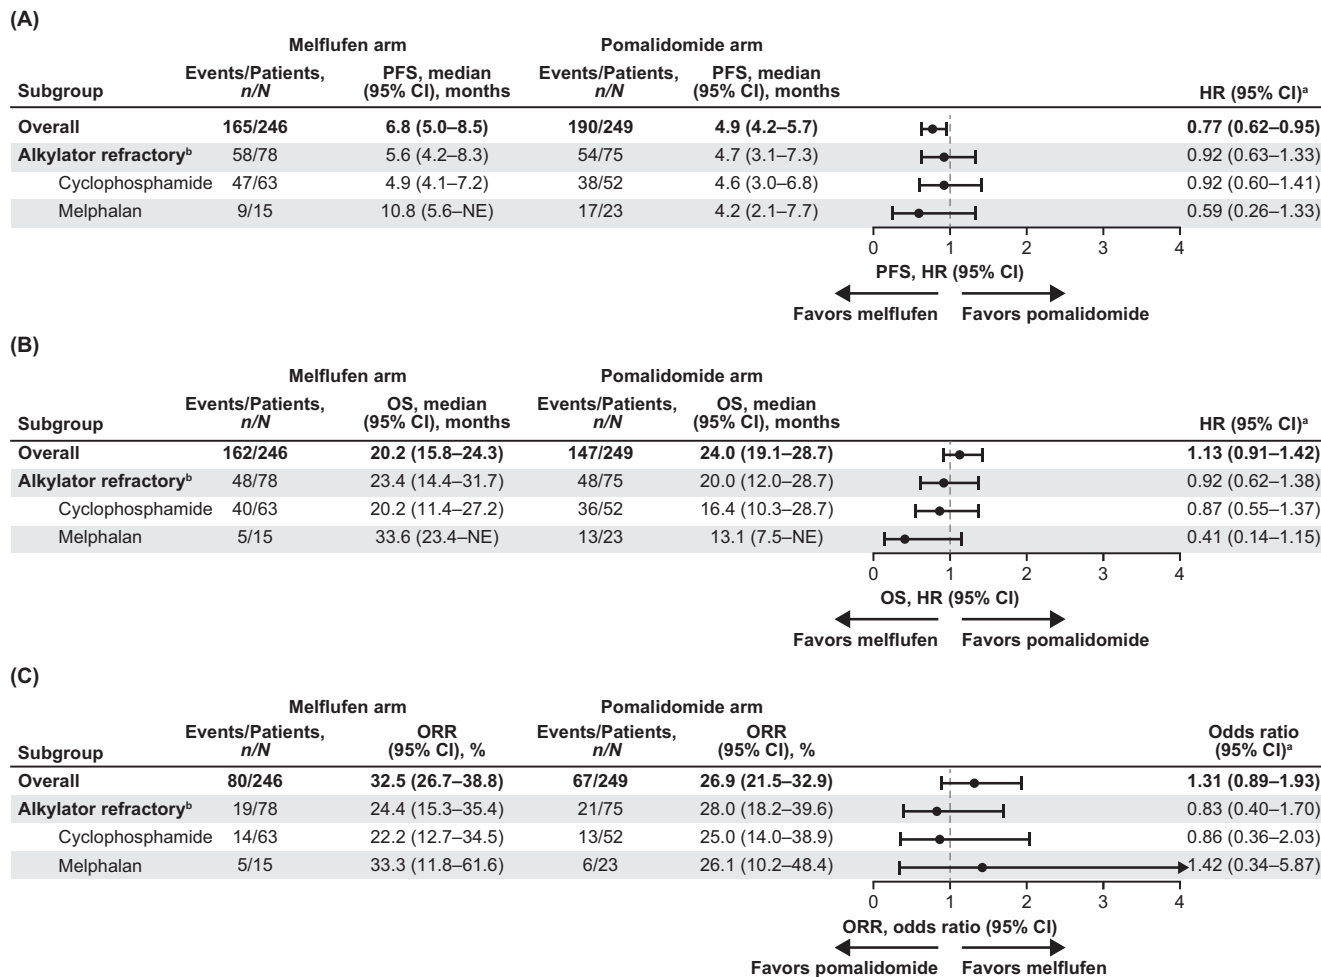 (A)
Melflufen arm Pomalidomide arm
Subgroup Events/Patients, n/N PFS, median (95% CI), months Events/Patients, n/N PFS, median (95% CI), months HR (95% CI)ᵃ
Overall 165/246 6.8 (5.0–8.5) 190/249 4.9 (4.2–5.7) 0.77 (0.62–0.95)
Alkylator refractoryᵇ 58/78 5.6 (4.2–8.3) 54/75 4.7 (3.1–7.3) 0.92 (0.63–1.33)
Cyclophosphamide 47/63 4.9 (4.1–7.2) 38/52 4.6 (3.0–6.8) 0.92 (0.60–1.41)
Melphalan 9/15 10.8 (5.6–NE) 17/23 4.2 (2.1–7.7) 0.59 (0.26–1.33)
0 1 2 3 4
PFS, HR (95% CI)
Favors melflufen Favors pomalidomide
(B)
Melflufen arm Pomalidomide arm
Subgroup Events/Patients, n/N OS, median (95% CI), months Events/Patients, n/N OS, median (95% CI), months HR (95% CI)ᵃ
Overall 162/246 20.2 (15.8–24.3) 147/249 24.0 (19.1–28.7) 1.13 (0.91–1.42)
Alkylator refractoryᵇ 48/78 23.4 (14.4–31.7) 48/75 20.0 (12.0–28.7) 0.92 (0.62–1.38)
Cyclophosphamide 40/63 20.2 (11.4–27.2) 36/52 16.4 (10.3–28.7) 0.87 (0.55–1.37)
Melphalan 5/15 33.6 (23.4–NE) 13/23 13.1 (7.5–NE) 0.41 (0.14–1.15)
0 1 2 3 4
OS, HR (95% CI)
Favors melflufen Favors pomalidomide
(C)
Melflufen arm Pomalidomide arm
Subgroup Events/Patients, n/N ORR (95% CI), % Events/Patients, n/N ORR (95% CI), % Odds ratio (95% CI)ᵃ
Overall 80/246 32.5 (26.7–38.8) 67/249 26.9 (21.5–32.9) 1.31 (0.89–1.93)
Alkylator refractoryᵇ 19/78 24.4 (15.3–35.4) 21/75 28.0 (18.2–39.6) 0.83 (0.40–1.70)
Cyclophosphamide 14/63 22.2 (12.7–34.5) 13/52 25.0 (14.0–38.9) 0.86 (0.36–2.03)
Melphalan 5/15 33.3 (11.8–61.6) 6/23 26.1 (10.2–48.4) 1.42 (0.34–5.87)
0 1 2 3 4
ORR, odds ratio (95% CI)
Favors pomalidomide Favors melflufen